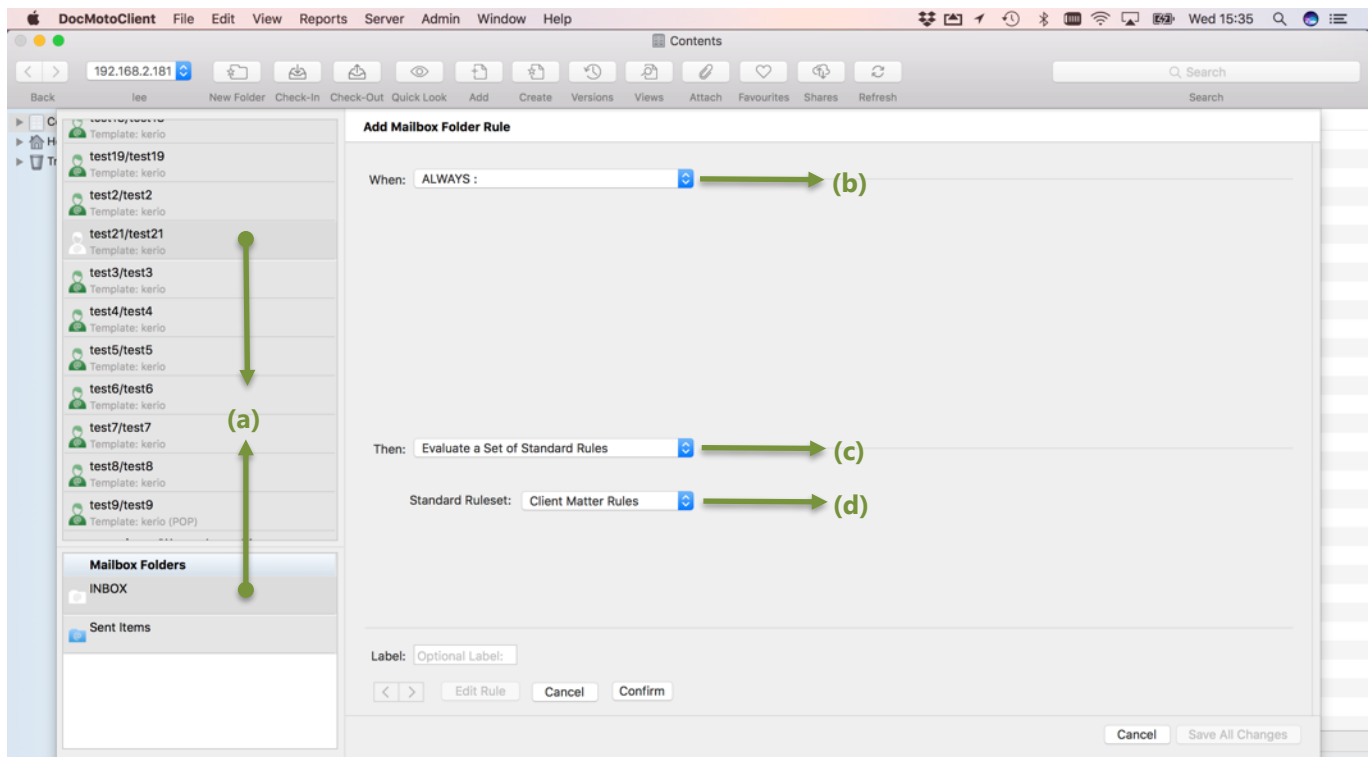 DocMotoClient File Edit View Reports Server Admin Window Help Wed 15:35
Contents
192.168.2.181 Search
Back lee New Folder Check-In Check-Out Quick Look Add Create Versions Views Attach Favourites Shares Refresh Search
Template: kerio
test19/test19
Template: kerio
test2/test2
Template: kerio
test21/test21
Template: kerio
test3/test3
Template: kerio
test4/test4
Template: kerio
test5/test5
Template: kerio
test6/test6
Template: kerio
test7/test7
Template: kerio
test8/test8
Template: kerio
test9/test9
Template: kerio (POP)
(a)
Mailbox Folders
INBOX
Sent Items
Add Mailbox Folder Rule
When: ALWAYS : (b)
Then: Evaluate a Set of Standard Rules (c)
Standard Ruleset: Client Matter Rules (d)
Label: Optional Label:
Edit Rule Cancel Confirm
Cancel Save All Changes